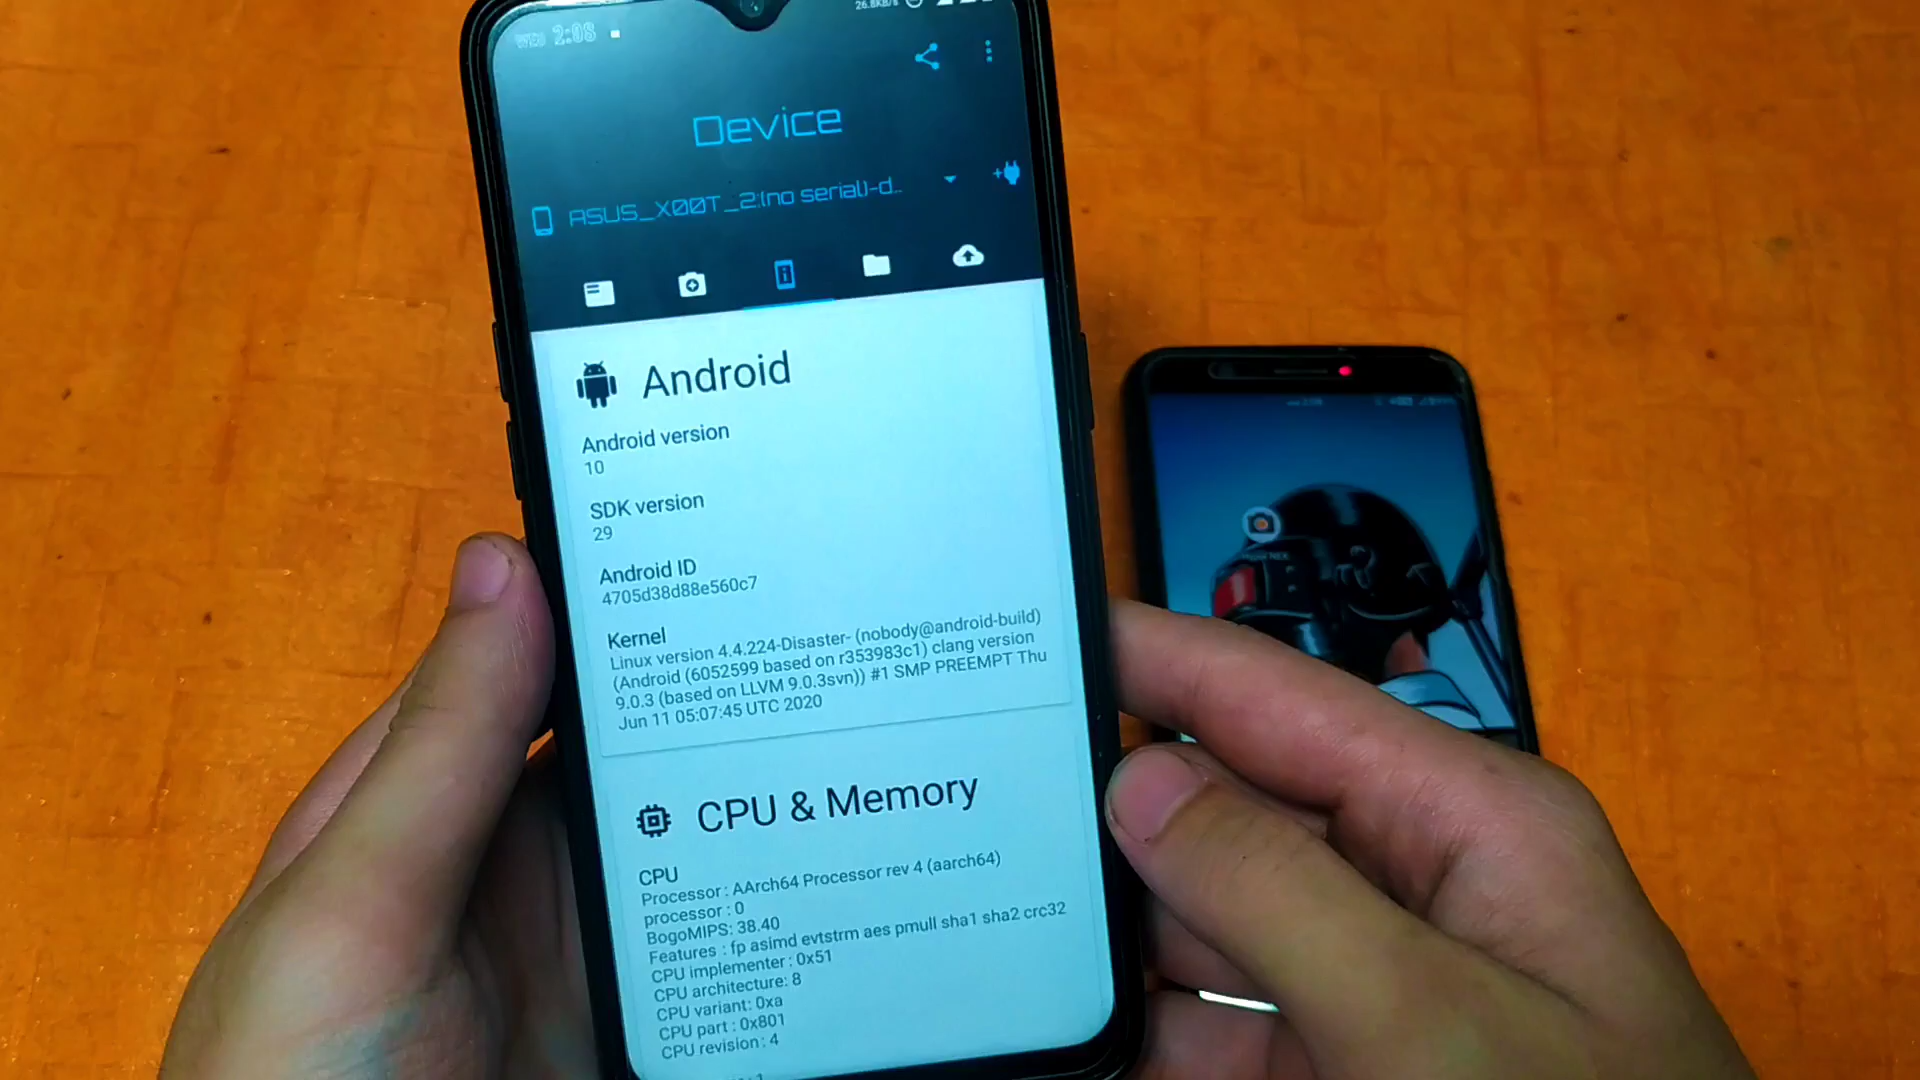 WED 2:08
26.8KB/s
Device
ASUS_X00T_2:(no serial)-d..
Android
Android version
10
SDK version
29
Android ID
4705d38d88e560c7
Kernel
Linux version 4.4.224-Disaster- (nobody@android-build)
(Android (6052599 based on r353983c1) clang version
9.0.3 (based on LLVM 9.0.3svn)) #1 SMP PREEMPT Thu
Jun 11 05:07:45 UTC 2020
CPU & Memory
CPU
Processor : AArch64 Processor rev 4 (aarch64)
processor : 0
BogoMIPS: 38.40
Features : fp asimd evtstrm aes pmull sha1 sha2 crc32
CPU implementer : 0x51
CPU architecture: 8
CPU variant: 0xa
CPU part : 0x801
CPU revision : 4